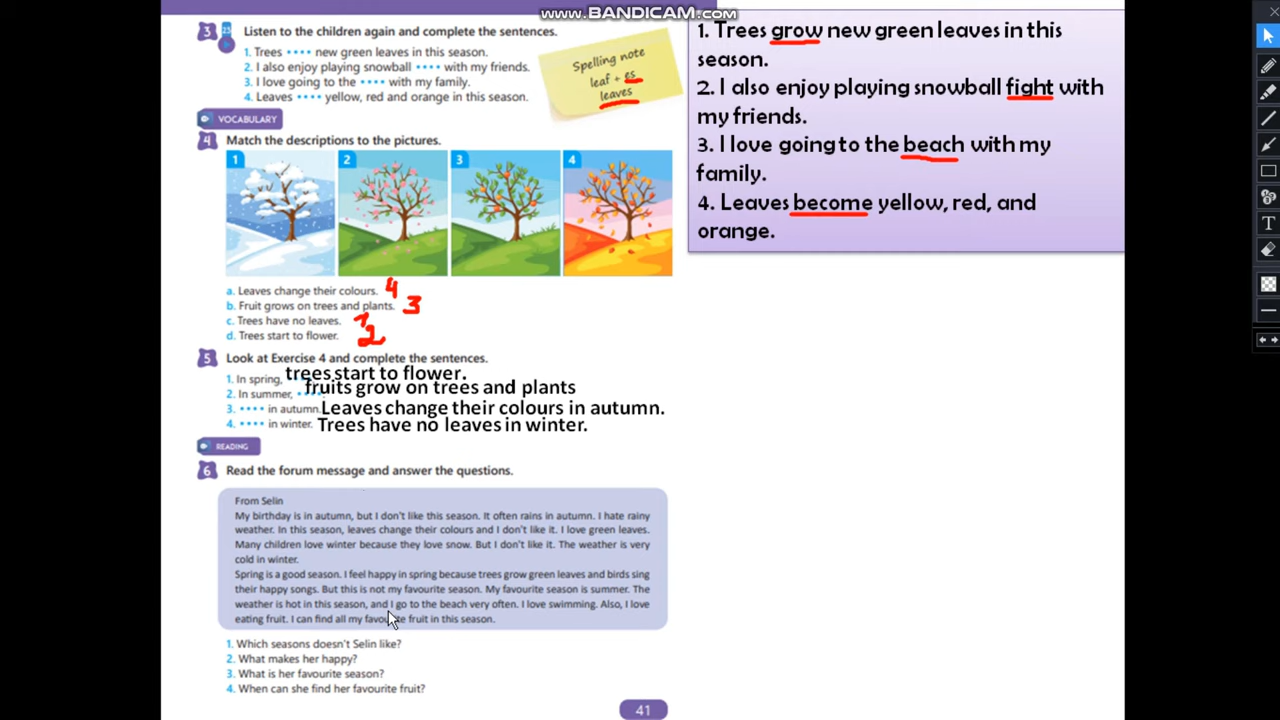 www.BANDICAM.com
3 Listen to the children again and complete the sentences.
1. Trees •••• new green leaves in this season.
2. I also enjoy playing snowball •••• with my friends.
3. I love going to the •••• with my family.
4. Leaves •••• yellow, red and orange in this season.
Spelling note
leaf + es
leaves
1. Trees grow new green leaves in this
season.
2. I also enjoy playing snowball fight with
my friends.
3. I love going to the beach with my
family.
4. Leaves become yellow, red, and
orange.
VOCABULARY
4 Match the descriptions to the pictures.
1 2 3 4
a. Leaves change their colours. 4
b. Fruit grows on trees and plants. 3
c. Trees have no leaves. 1
d. Trees start to flower. 2
5 Look at Exercise 4 and complete the sentences.
1. In spring, trees start to flower.
2. In summer, •••• fruits grow on trees and plants
3. •••• in autumn. Leaves change their colours in autumn.
4. •••• in winter. Trees have no leaves in winter.
READING
6 Read the forum message and answer the questions.
From Selin
My birthday is in autumn, but I don't like this season. It often rains in autumn. I hate rainy
weather. In this season, leaves change their colours and I don't like it. I love green leaves.
Many children love winter because they love snow. But I don't like it. The weather is very
cold in winter.
Spring is a good season. I feel happy in spring because trees grow green leaves and birds sing
their happy songs. But this is not my favourite season. My favourite season is summer. The
weather is hot in this season, and I go to the beach very often. I love swimming. Also, I love
eating fruit. I can find all my favourite fruit in this season.
1. Which seasons doesn't Selin like?
2. What makes her happy?
3. What is her favourite season?
4. When can she find her favourite fruit?
41
T